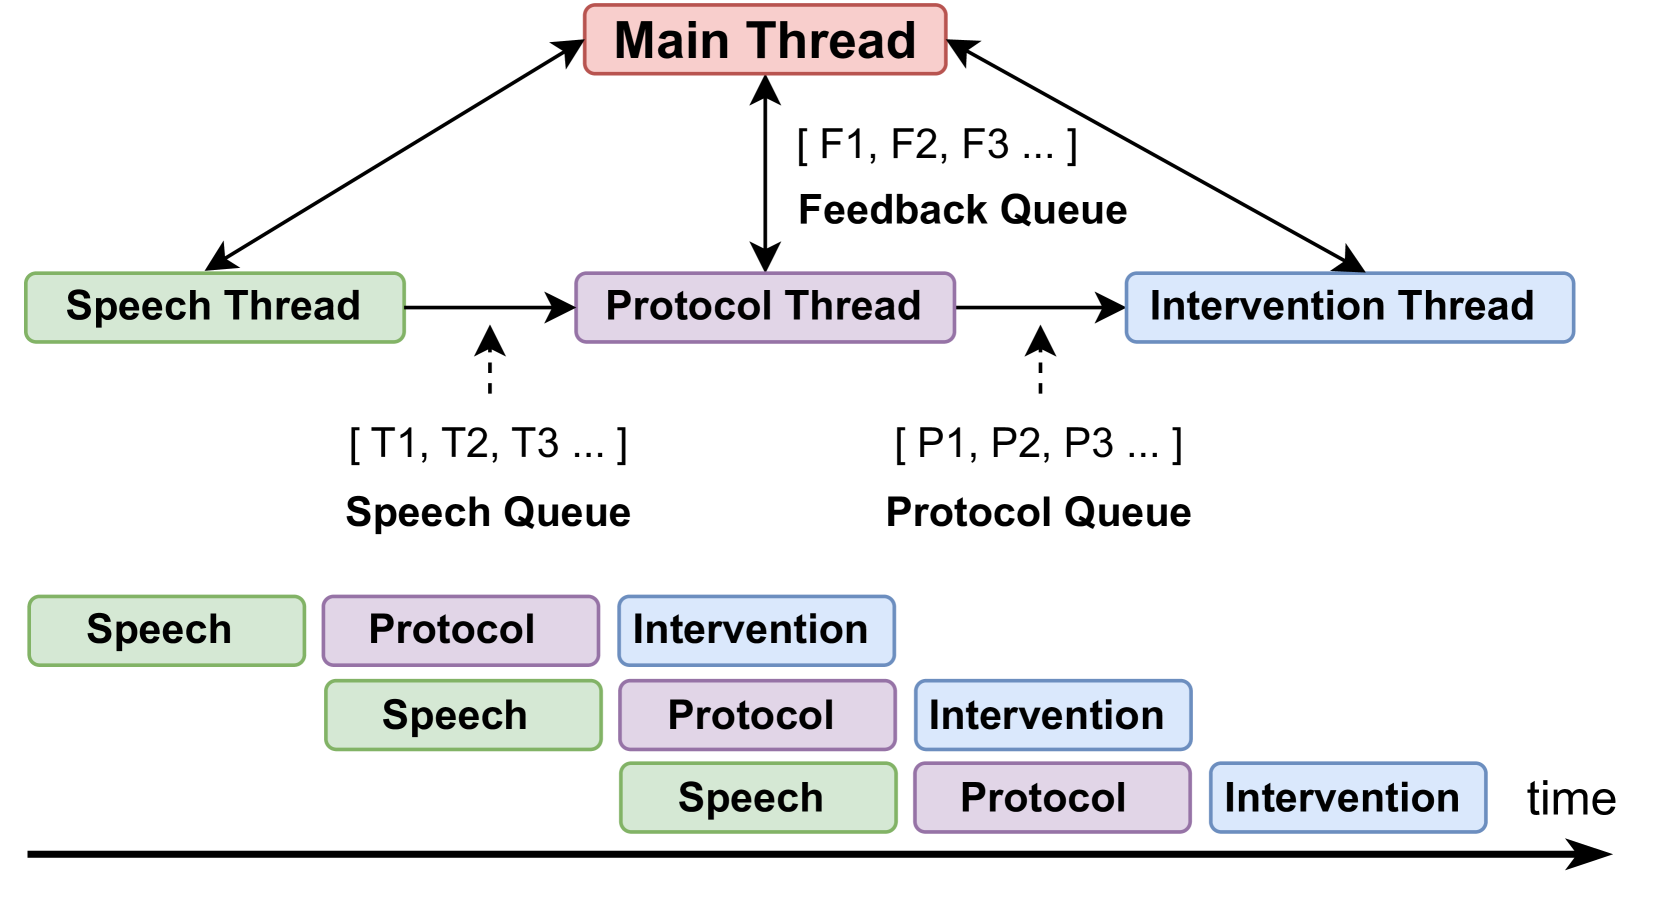 Main Thread
[ F1, F2, F3 ... ]
Feedback Queue
Speech Thread
Protocol Thread
Intervention Thread
[ T1, T2, T3 ... ]
[ P1, P2, P3 ... ]
Speech Queue
Protocol Queue
Speech
Protocol
Intervention
Speech
Protocol
Intervention
Speech
Protocol
Intervention
time